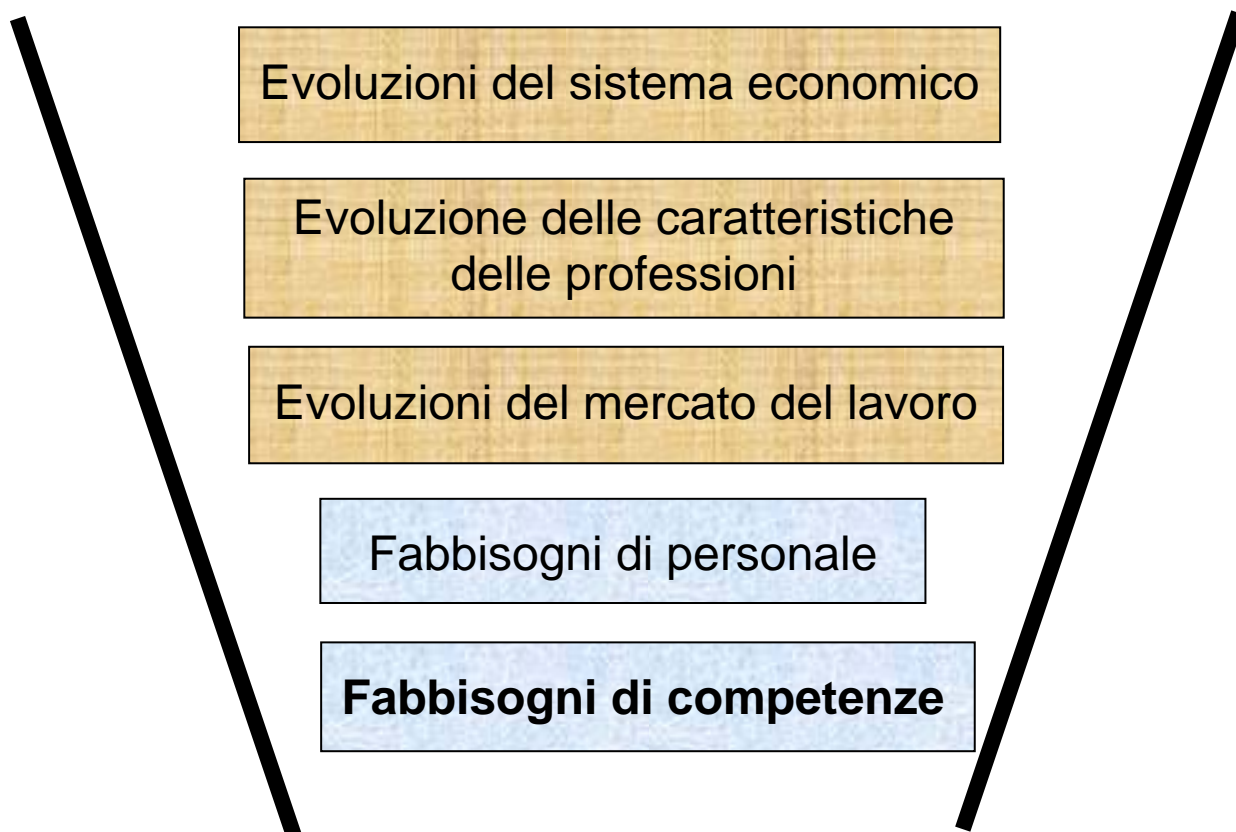 Evoluzioni del sistema economico
Evoluzione delle caratteristiche
delle professioni
Evoluzioni del mercato del lavoro
Fabbisogni di personale
Fabbisogni di competenze